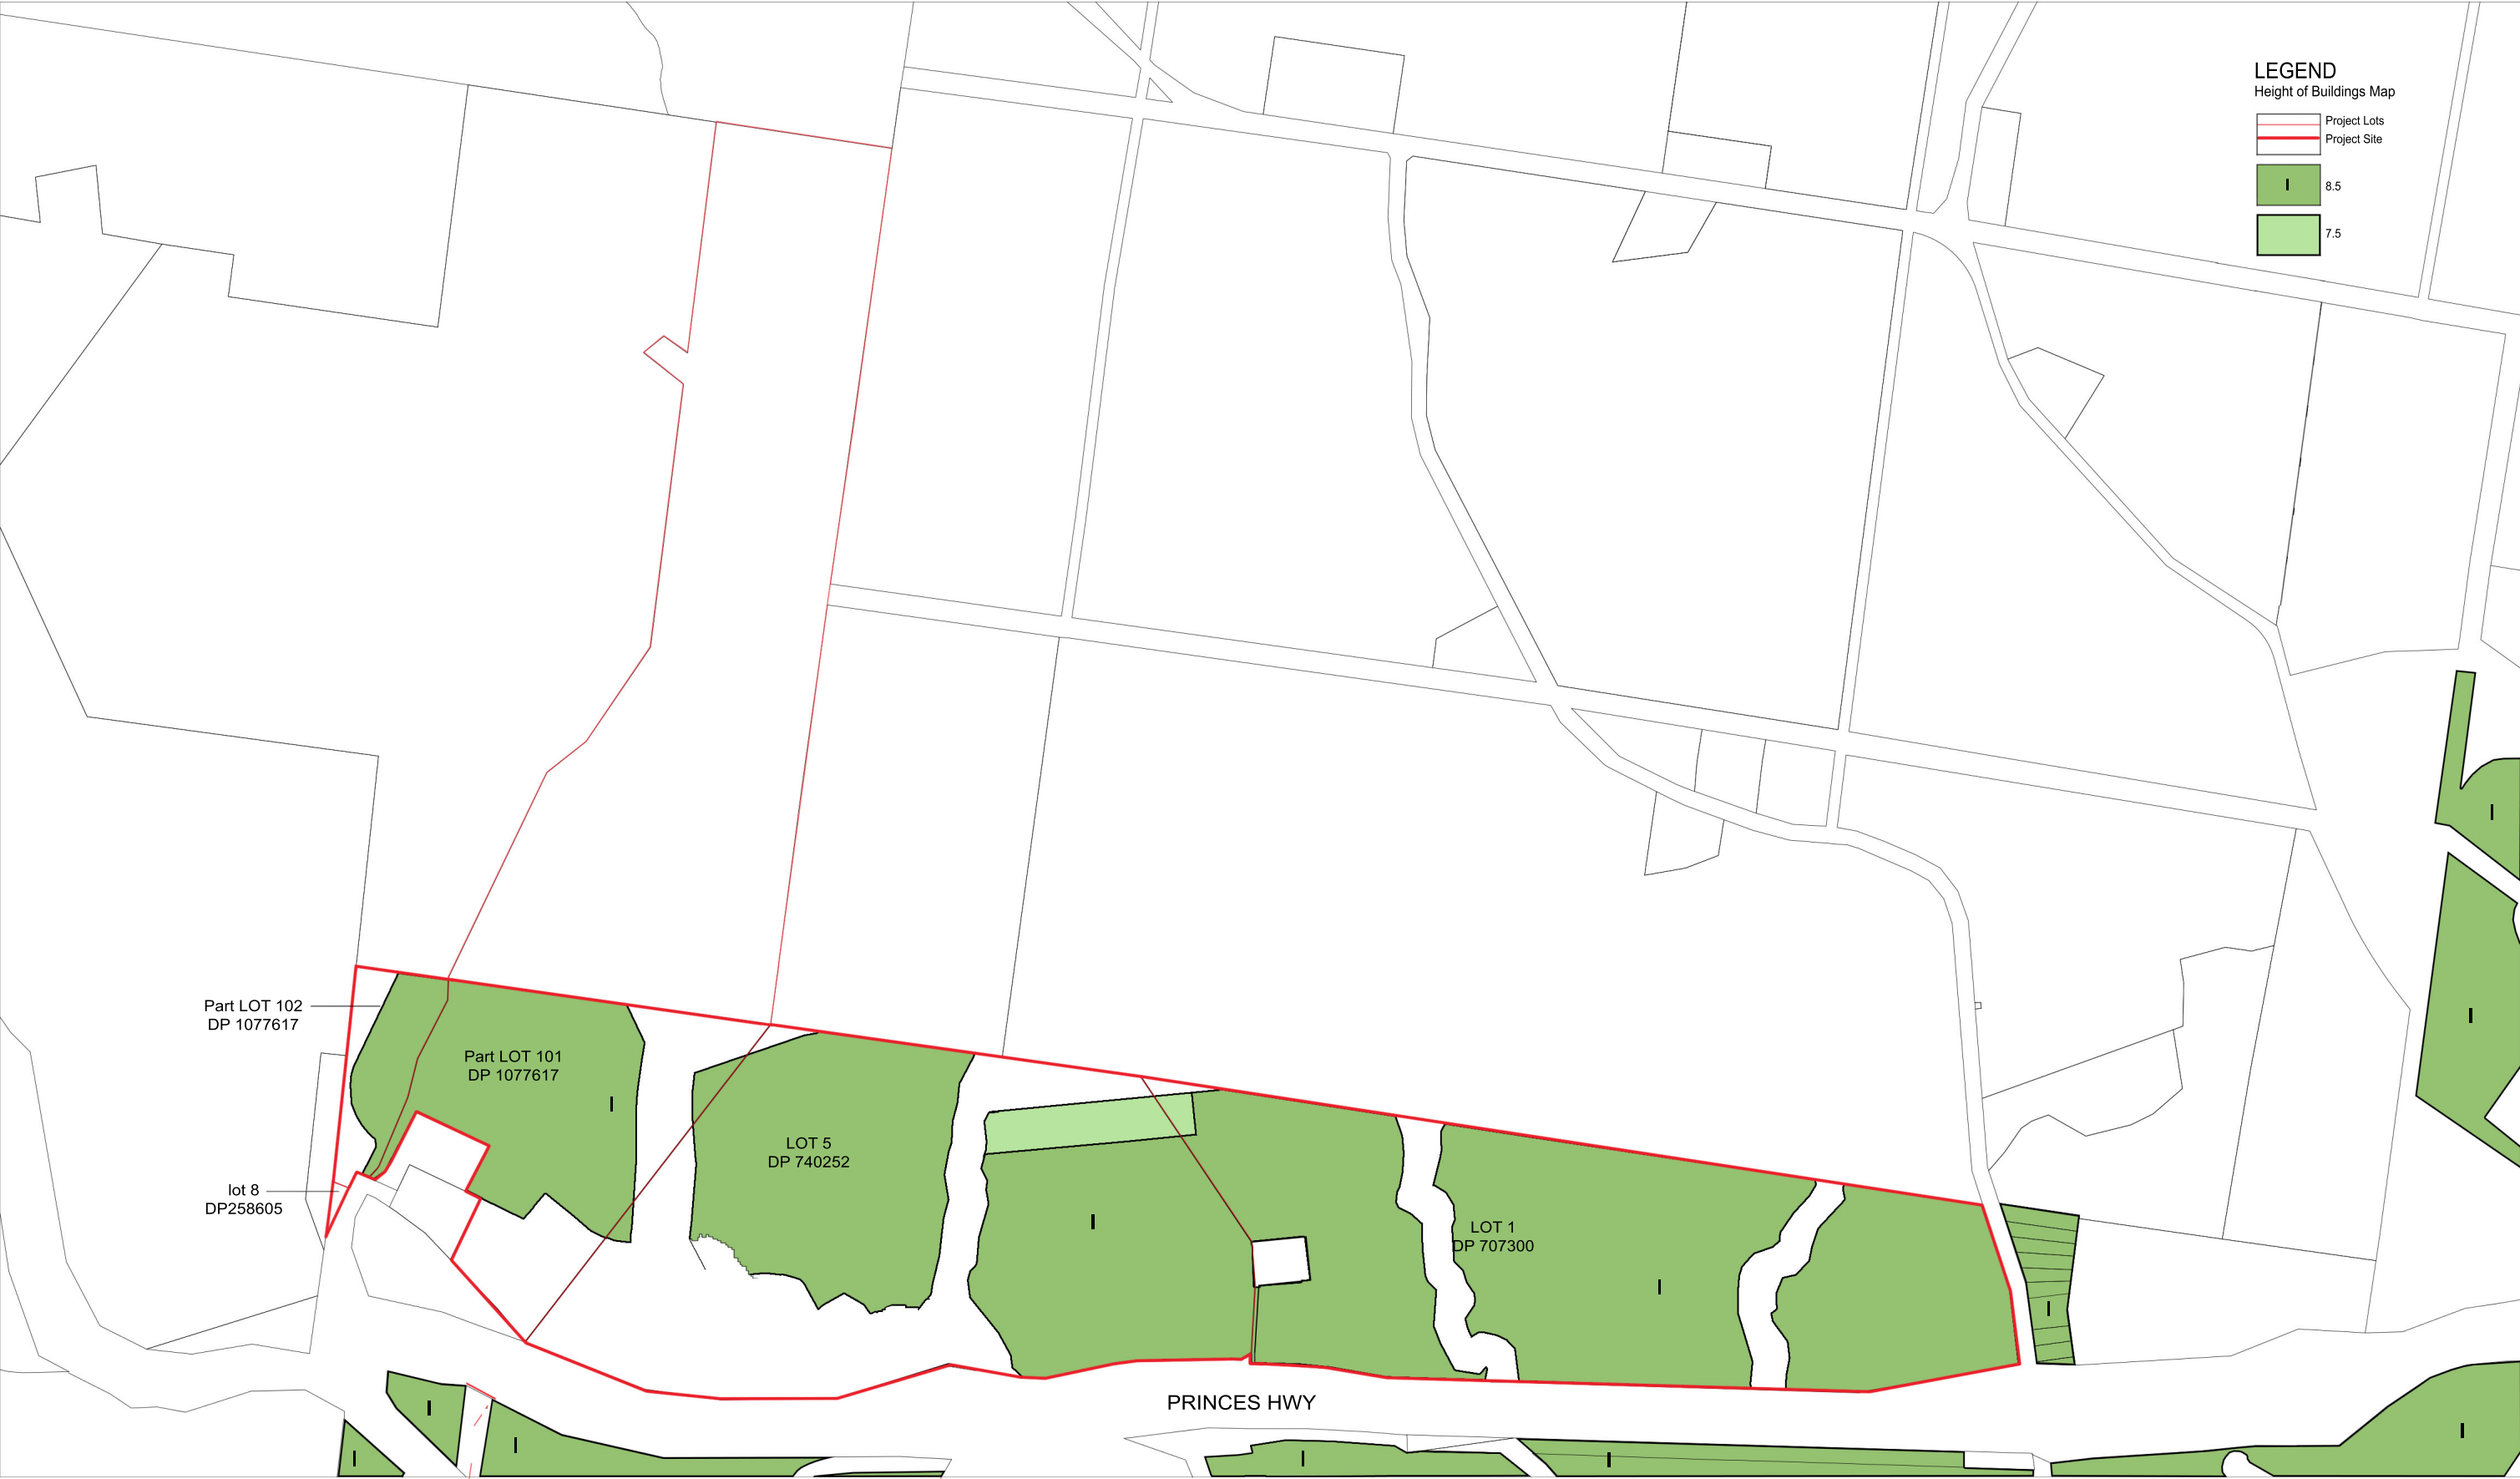 LEGEND
Height of Buildings Map
Project Lots
Project Site
I
8.5
7.5
I
I
Part LOT 102
DP 1077617
Part LOT 101
DP 1077617
I
LOT 5
DP 740252
lot 8
DP258605
I
LOT 1
DP 707300
I
I
PRINCES HWY
I
I
I
I
I
I